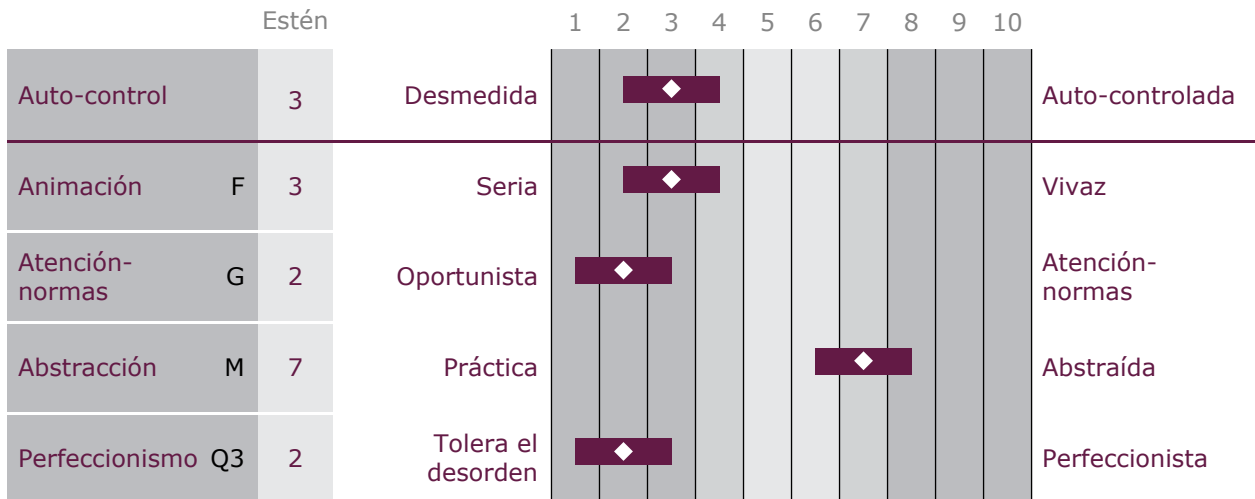 Estén 1 2 3 4 5 6 7 8 9 10
Auto-control 3 Desmedida Auto-controlada
Animación F 3 Seria Vivaz
Atención-
normas G 2 Oportunista Atención-
normas
Abstracción M 7 Práctica Abstraída
Perfeccionismo Q3 2 Tolera el
desorden Perfeccionista